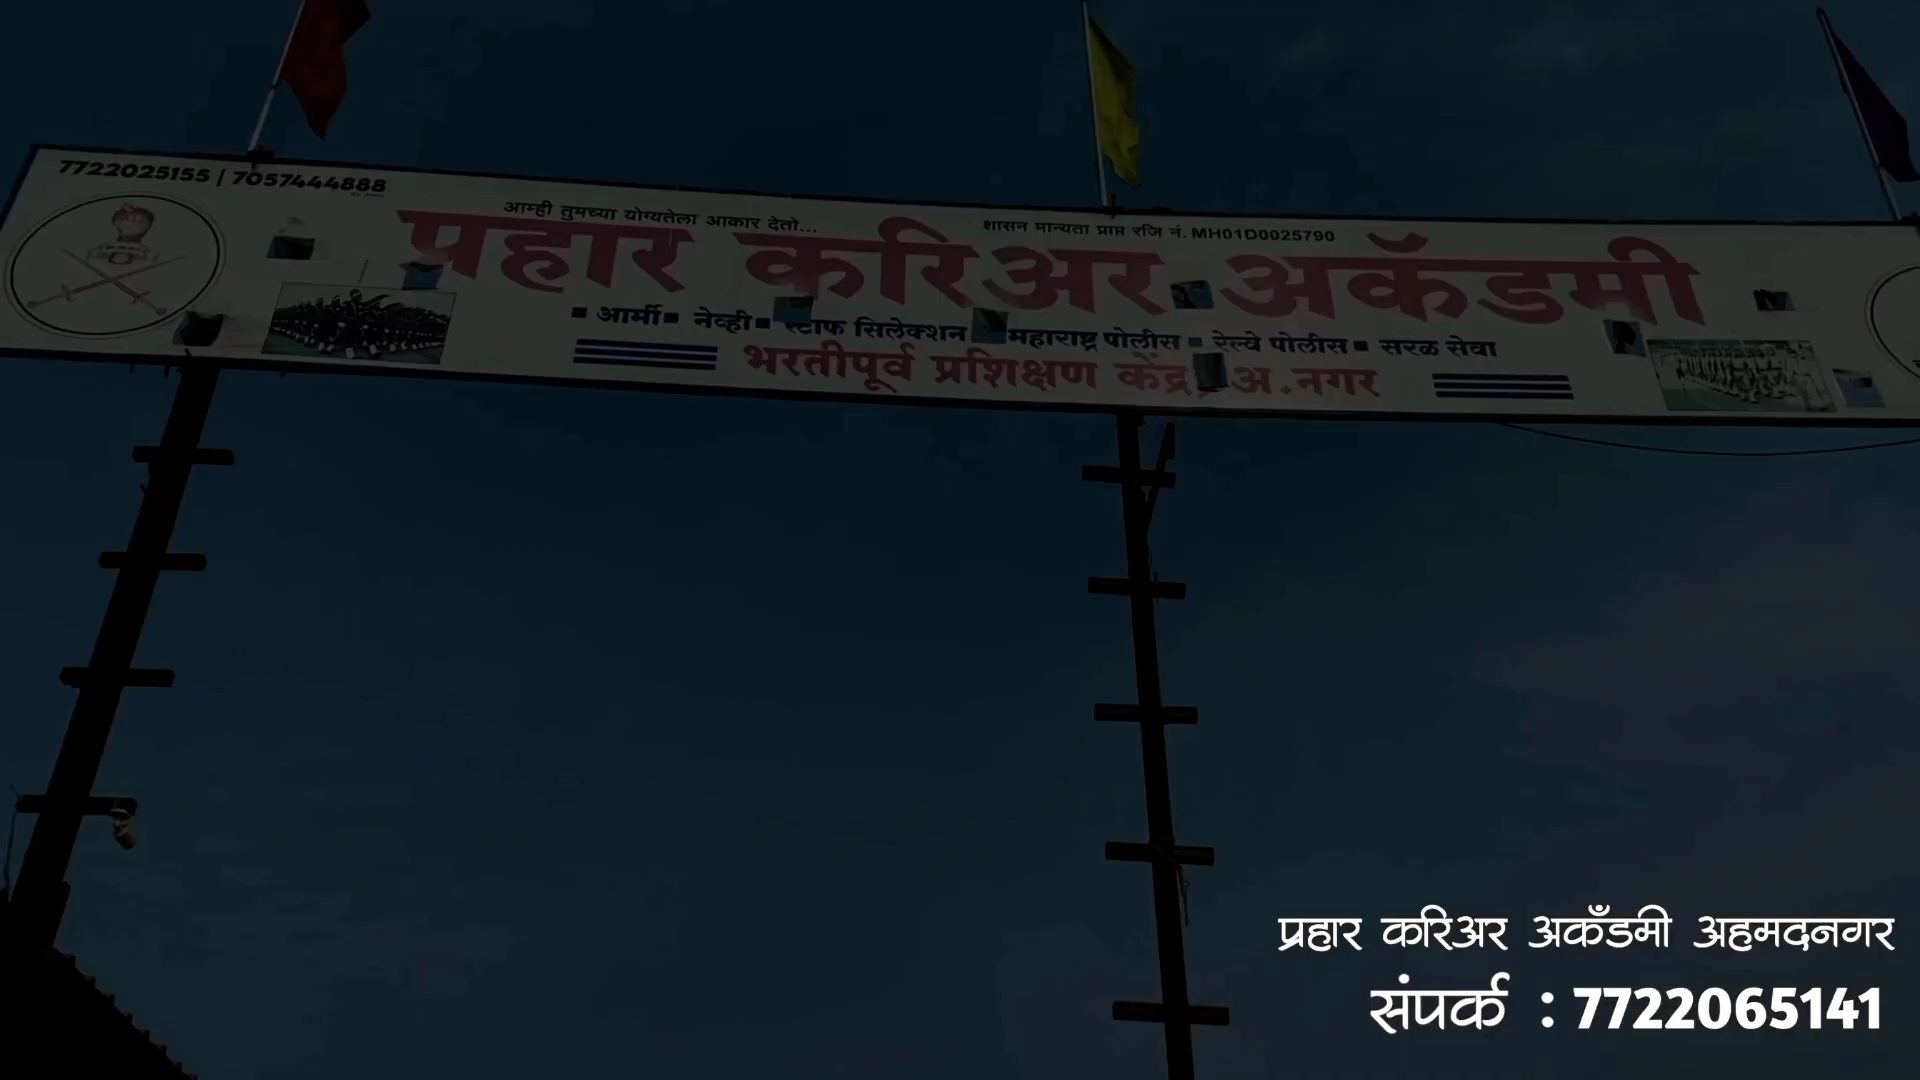 7722025155 | 7057444888
आम्ही तुमच्या योग्यतेला आकार देतो...
शासन मान्यता प्राप्त रजि नं. MH01D0025790
प्रहार करिअर अकॅडमी
▪ आर्मी ▪ नेव्ही ▪ स्टाफ सिलेक्शन ▪ महाराष्ट्र पोलीस ▪ रेल्वे पोलीस ▪ सरळ सेवा
भरतीपूर्व प्रशिक्षण केंद्र, अ.नगर
प्रहार करिअर अकॅंडमी अहमदनगर
संपर्क : 7722065141